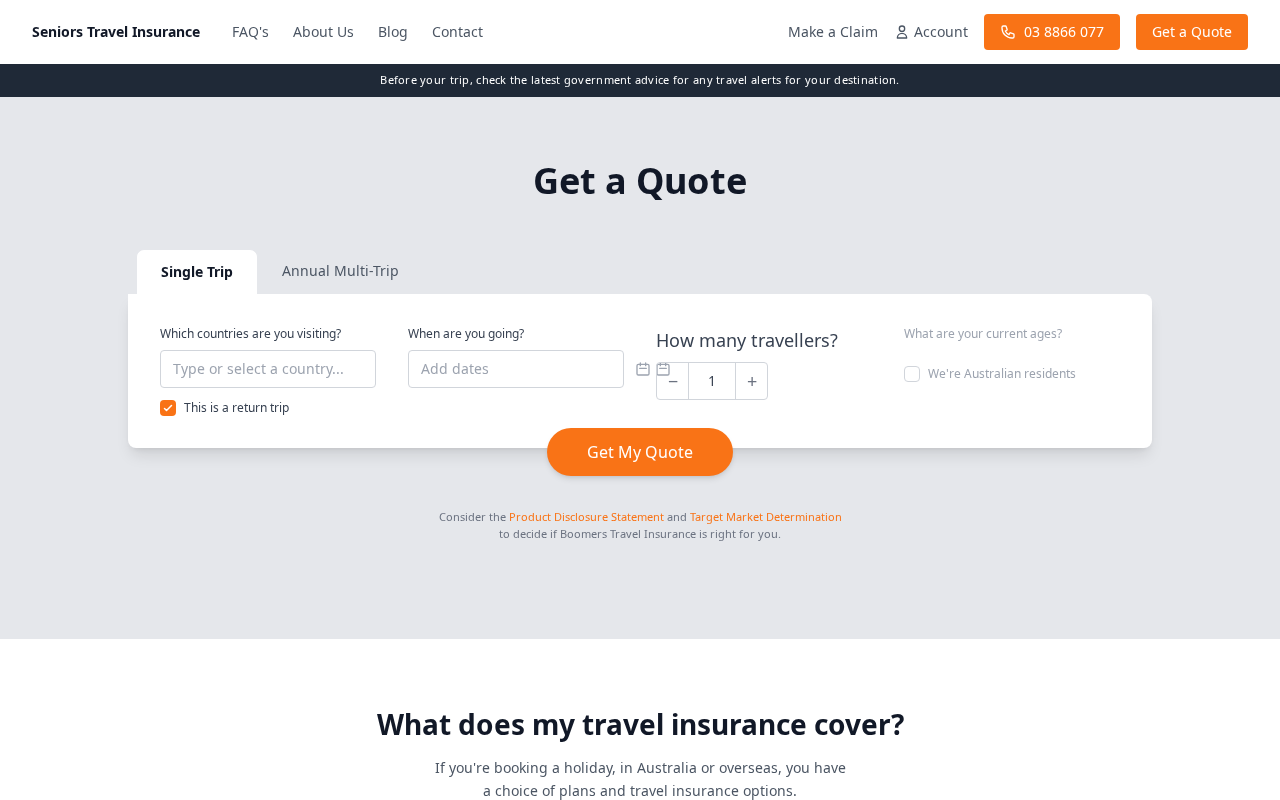 Seniors Travel Insurance
FAQ's
About Us
Blog
Contact
Make a Claim
Account
03 8866 077
Get a Quote
Before your trip, check the latest government advice for any travel alerts for your destination.
Get a Quote
Single Trip
Annual Multi-Trip
Which countries are you visiting?
Type or select a country...
This is a return trip
When are you going?
Add dates
How many travellers?
− 1 +
What are your current ages?
We're Australian residents
Get My Quote
Consider the Product Disclosure Statement and Target Market Determination
to decide if Boomers Travel Insurance is right for you.
What does my travel insurance cover?
If you're booking a holiday, in Australia or overseas, you have
a choice of plans and travel insurance options.